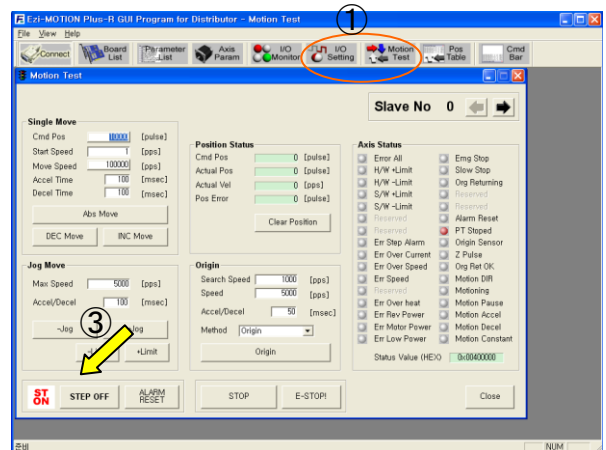 Ezi-MOTION Plus-R GUI Program for Distributor - Motion Test
①
File View Help
Connect
Board List
Parameter List
Axis Param
I/O Monitor
I/O Setting
Motion Test
Pos Table
Cmd Bar
Motion Test
Slave No 0
Single Move
Cmd Pos 10000 [pulse]
Start Speed 1 [pps]
Move Speed 100000 [pps]
Accel Time 100 [msec]
Decel Time 100 [msec]
Abs Move
DEC Move INC Move
Position Status
Cmd Pos 0 [pulse]
Actual Pos 0 [pulse]
Actual Vel 0 [pps]
Pos Error 0 [pulse]
Clear Position
Jog Move
Max Speed 5000 [pps]
Accel/Decel 100 [msec]
-Jog
③
+Limit
Origin
Search Speed 1000 [pps]
Speed 5000 [pps]
Accel/Decel 50 [msec]
Method Origin
Origin
Axis Status
Error All Emg Stop
H/W +Limit Slow Stop
H/W -Limit Org Returning
S/W +Limit Reserved
S/W -Limit Reserved
Reserved Alarm Reset
Reserved PT Stoped
Err Step Alarm Origin Sensor
Err Over Current Z Pulse
Err Over Speed Org Ret OK
Err Speed Motion DIR
Reserved Motioning
Err Over heat Motion Pause
Err Rev Power Motion Accel
Err Motor Power Motion Decel
Err Low Power Motion Constant
Status Value (HEX) 0x00400000
ST ON
STEP OFF
ALARM RESET
STOP
E-STOP!
Close
준비
NUM